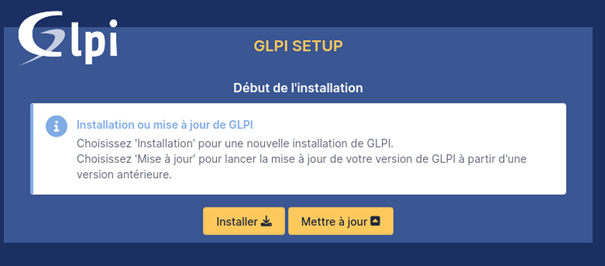 Glpi
GLPI SETUP
Début de l'installation
Installation ou mise à jour de GLPI
Choisissez 'Installation' pour une nouvelle installation de GLPI.
Choisissez 'Mise à jour' pour lancer la mise à jour de votre version de GLPI à partir d'une
version antérieure.
Installer Mettre à jour